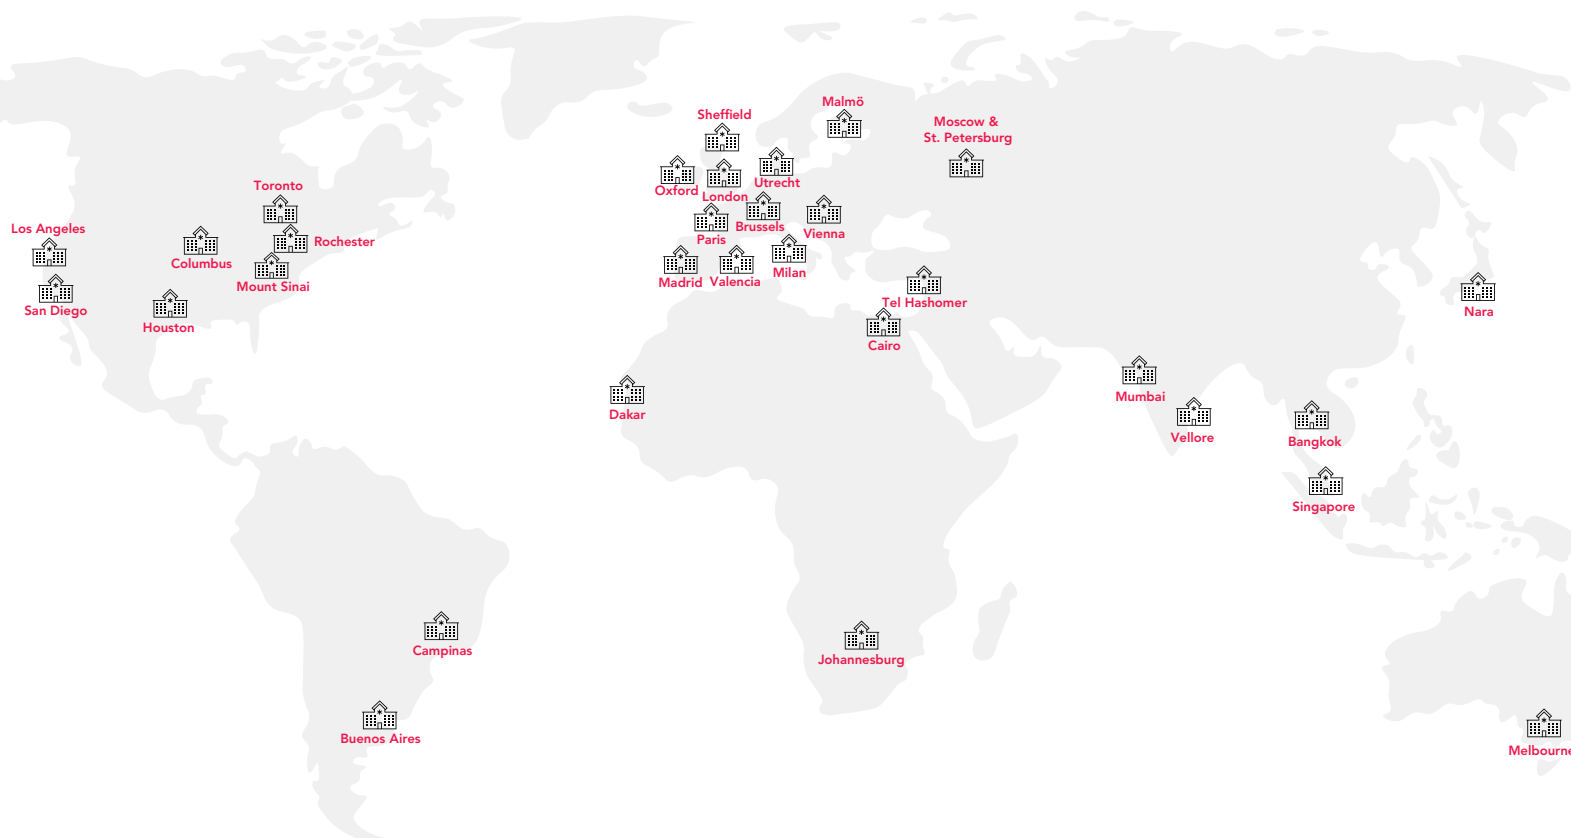 Malmö
Sheffield
Moscow &
St. Petersburg
Toronto
Oxford
London
Utrecht
Los Angeles
Rochester
Columbus
Paris
Brussels
Vienna
Mount Sinai
Madrid
Valencia
Milan
San Diego
Houston
Tel Hashomer
Nara
Cairo
Dakar
Mumbai
Vellore
Bangkok
Singapore
Campinas
Johannesburg
Buenos Aires
Melbourne